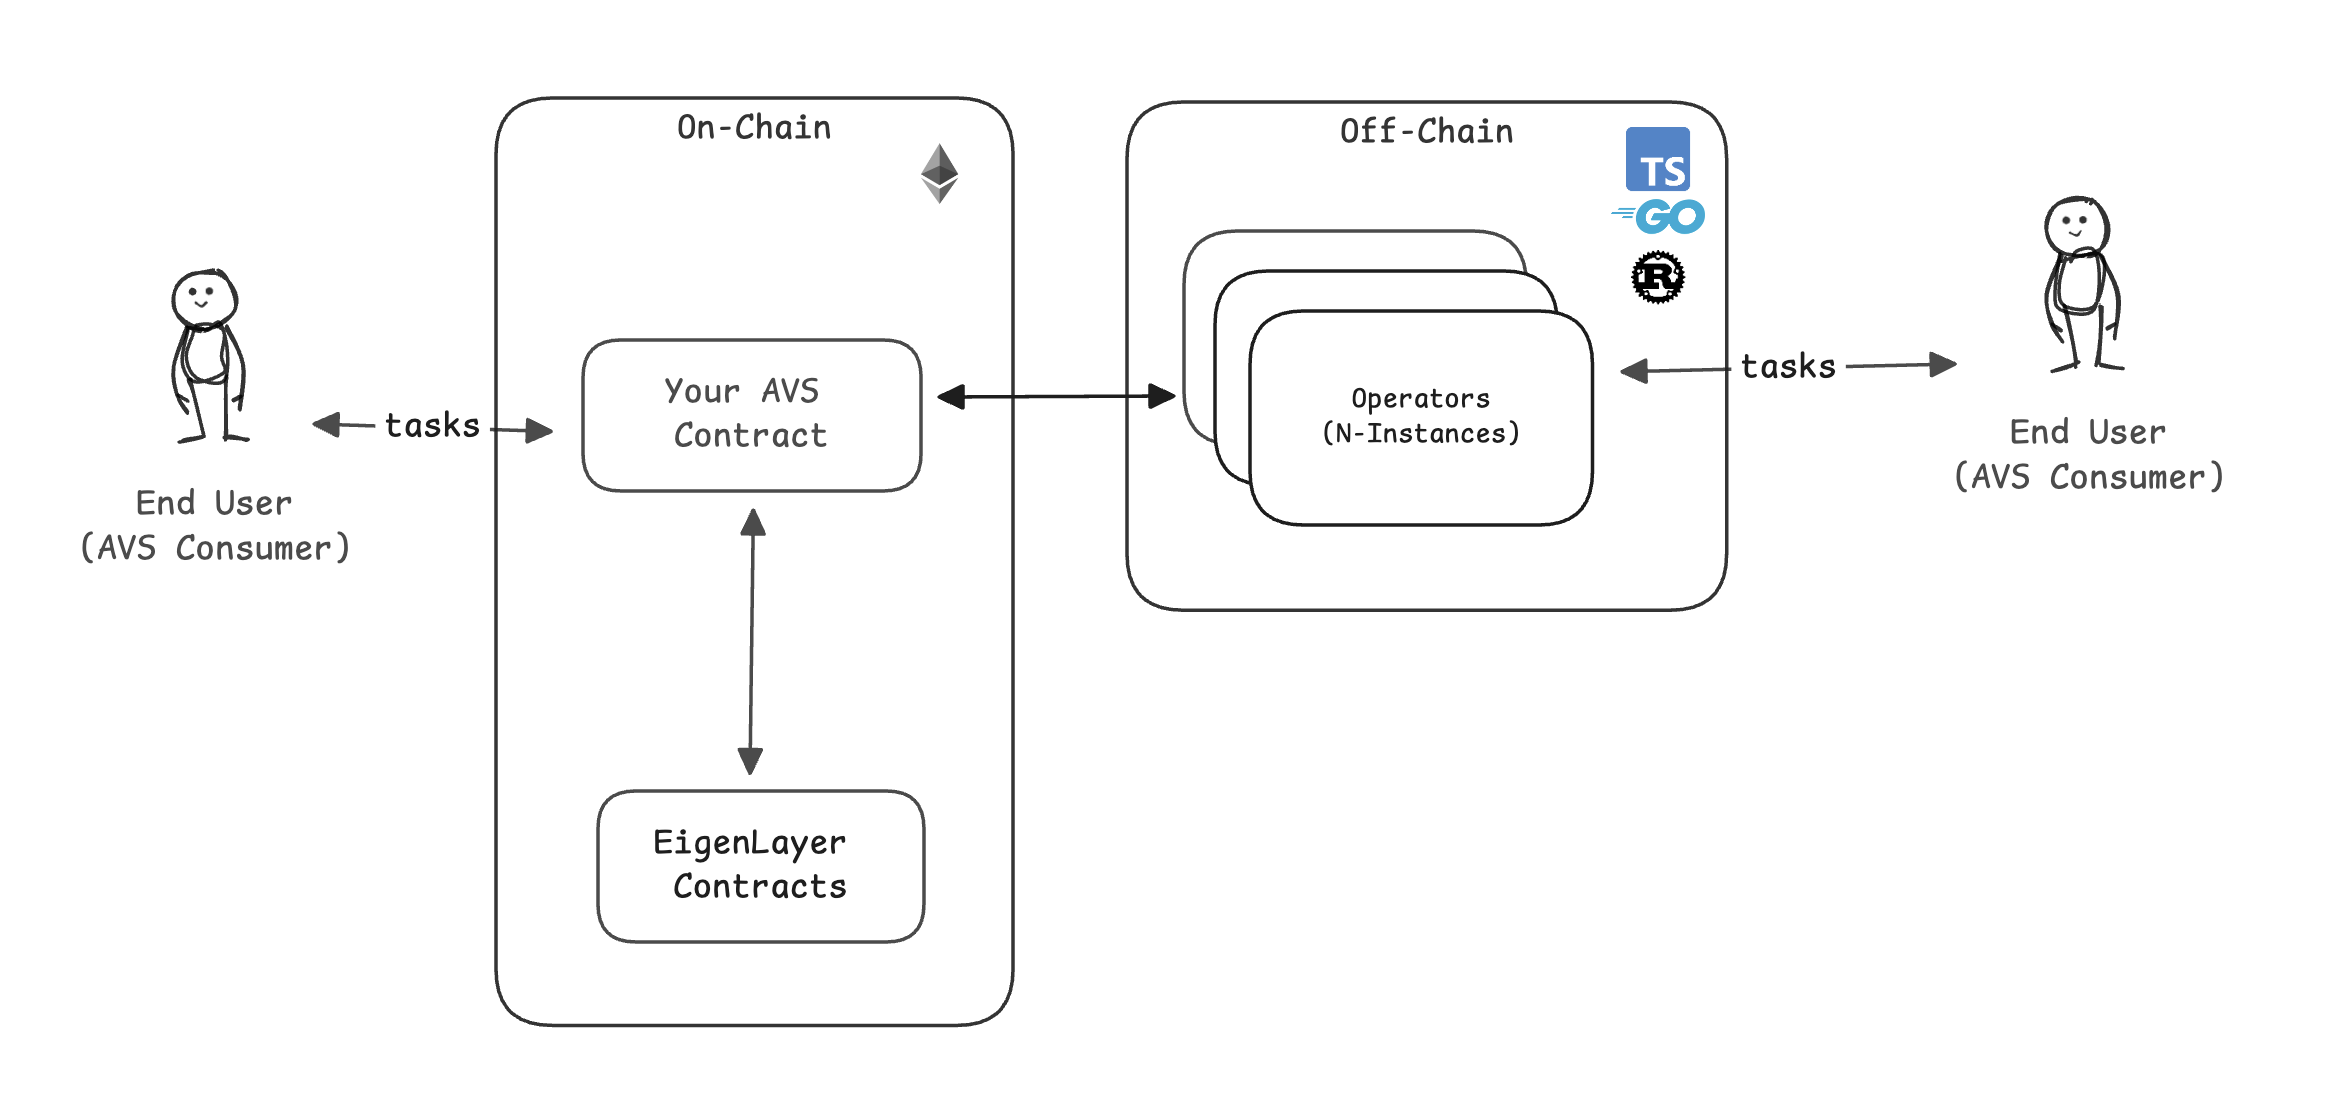 On-Chain
Off-Chain
TS
GO
R
tasks
Your AVS
Contract
Operators
(N-Instances)
tasks
End User
(AVS Consumer)
End User
(AVS Consumer)
EigenLayer
Contracts